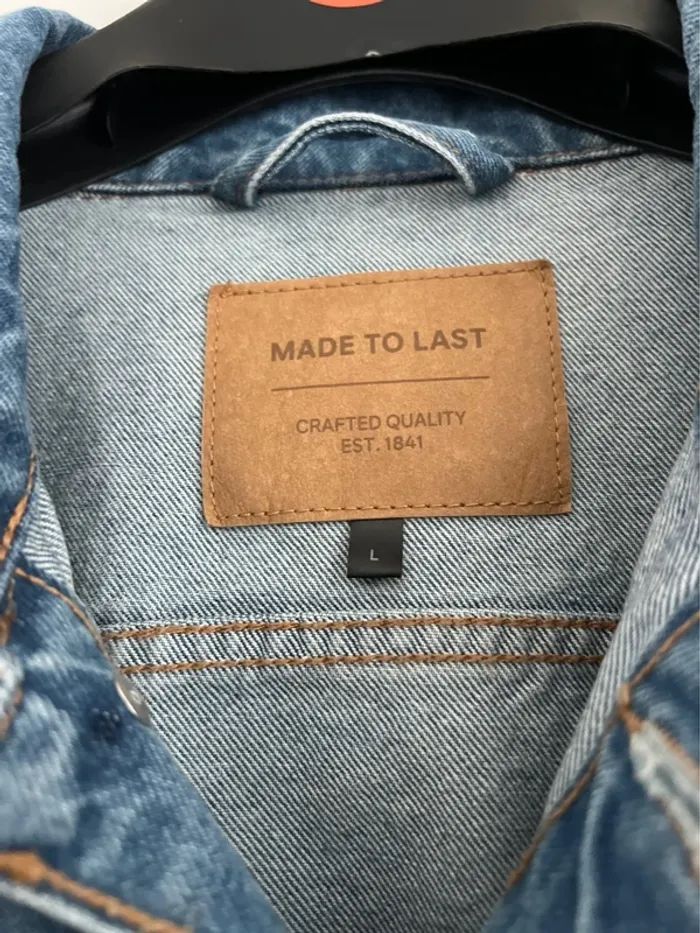 MADE TO LAST
CRAFTED QUALITY
EST. 1841
L